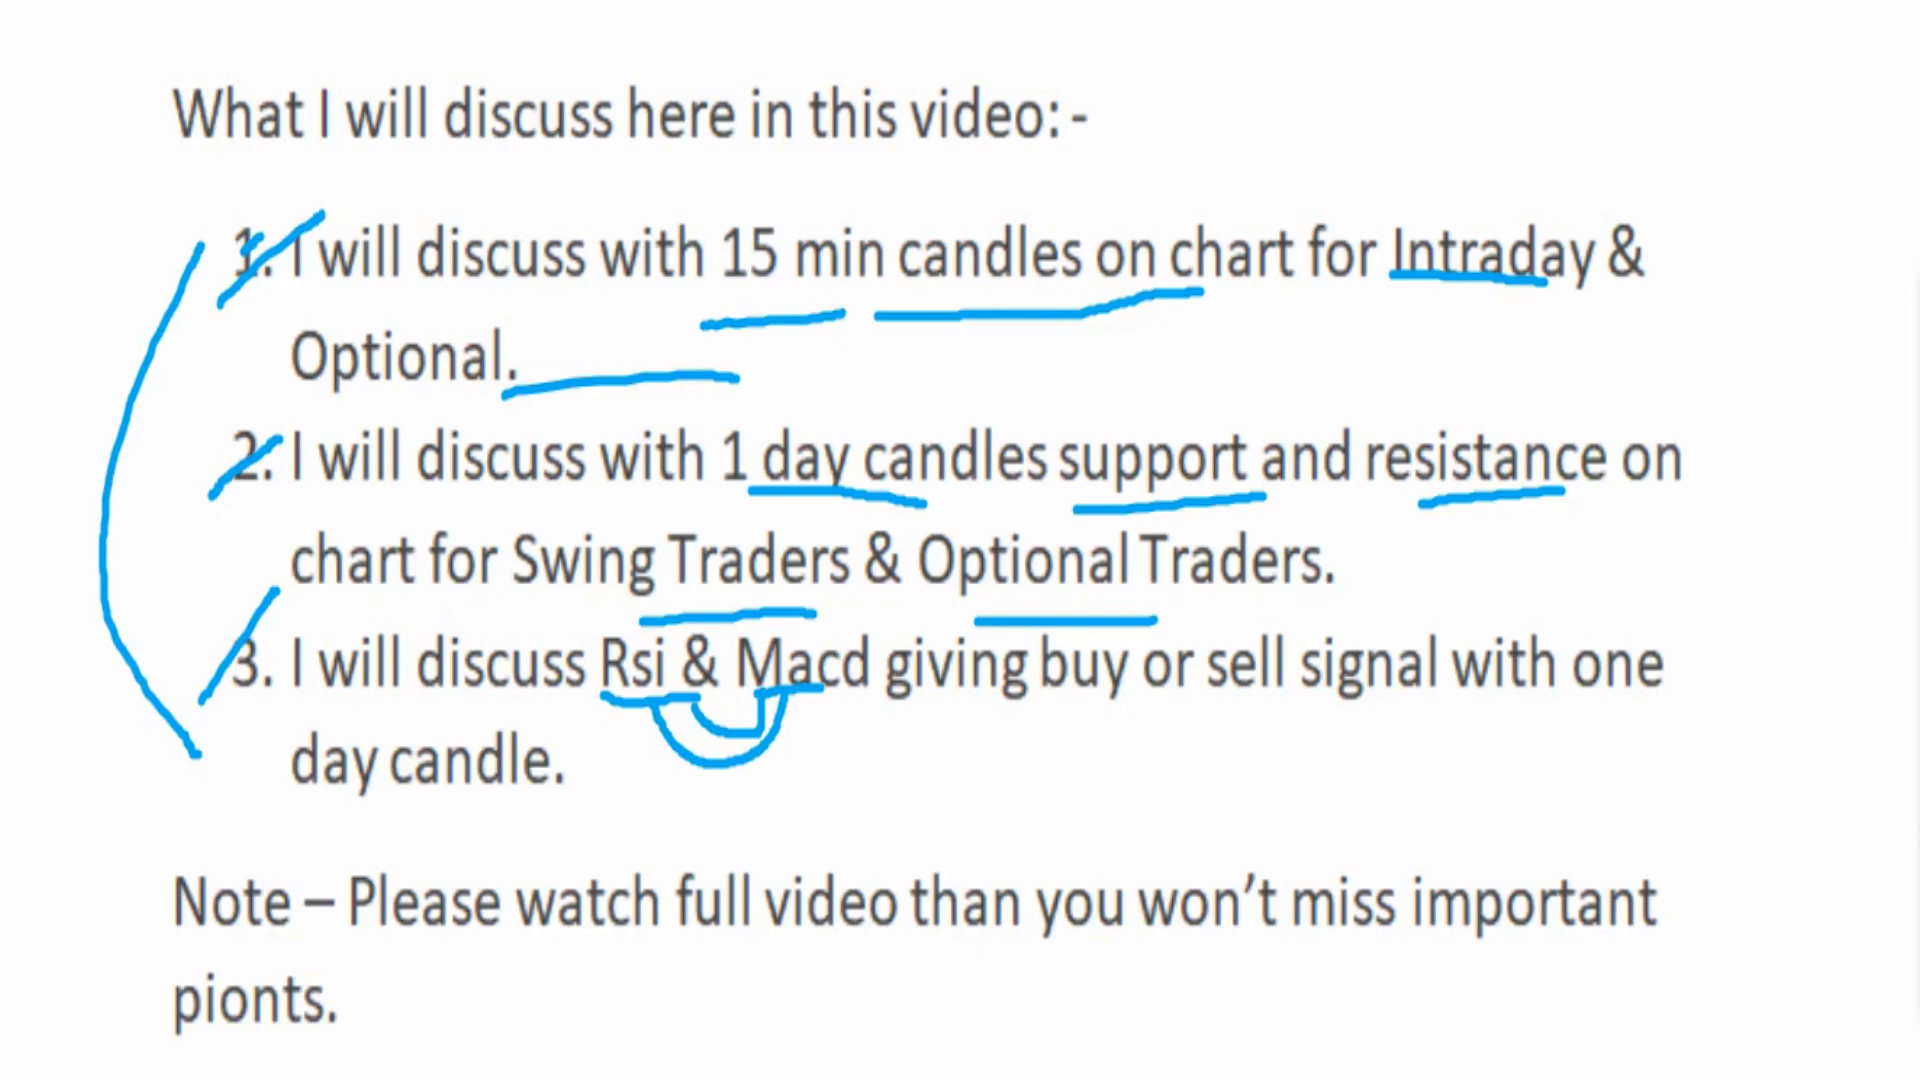 What I will discuss here in this video: -
1. I will discuss with 15 min candles on chart for Intraday &
Optional.
2. I will discuss with 1 day candles support and resistance on
chart for Swing Traders & Optional Traders.
3. I will discuss Rsi & Macd giving buy or sell signal with one
day candle.
Note – Please watch full video than you won’t miss important
pionts.